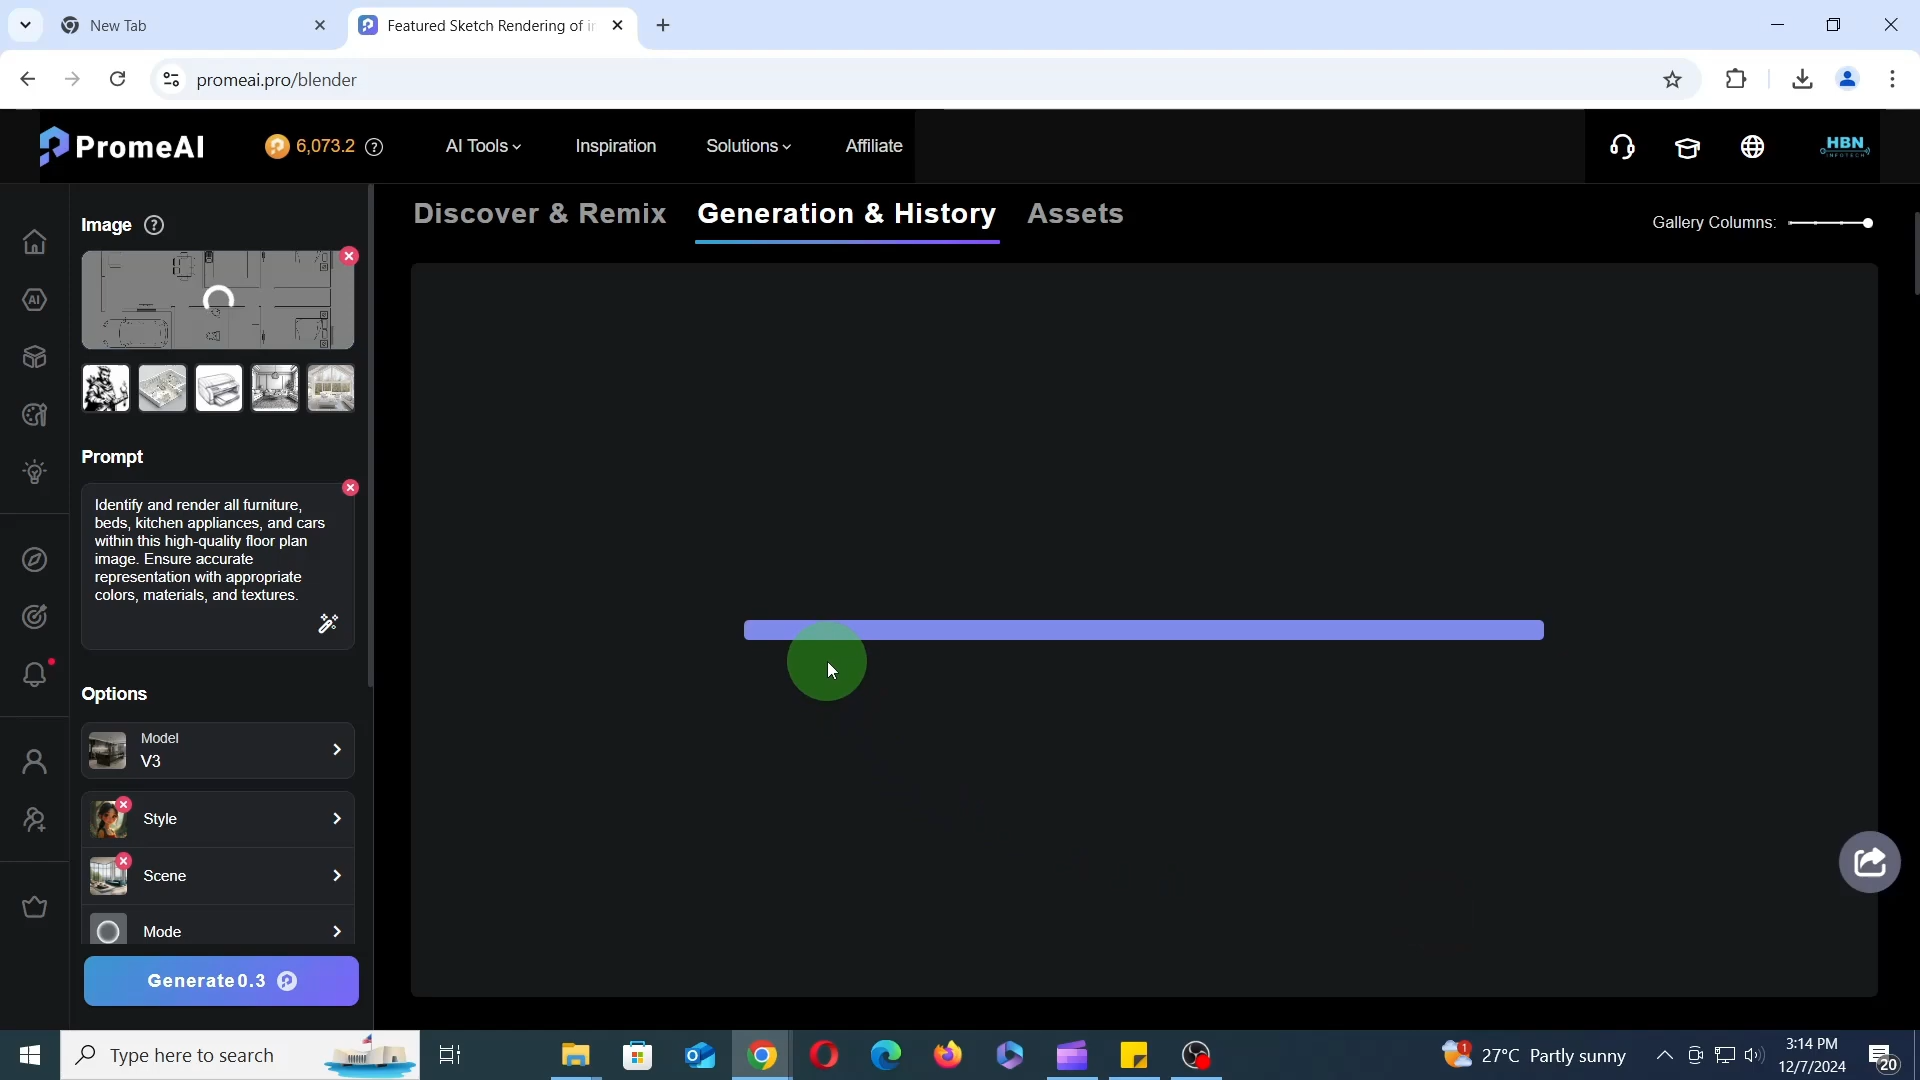 New Tab
Featured Sketch Rendering of in
promeai.pro/blender
PromeAI
6,073.2
AI Tools
Inspiration
Solutions
Affiliate
HBN
INFOTECH
Image
Discover & Remix
Generation & History
Assets
Gallery Columns:
AI
Prompt
Identify and render all furniture,
beds, kitchen appliances, and cars
within this high-quality floor plan
image. Ensure accurate
representation with appropriate
colors, materials, and textures.
Options
Model
V3
Style
Scene
Mode
Generate0.3
Type here to search
1
27°C Partly sunny
3:14 PM
12/7/2024
20